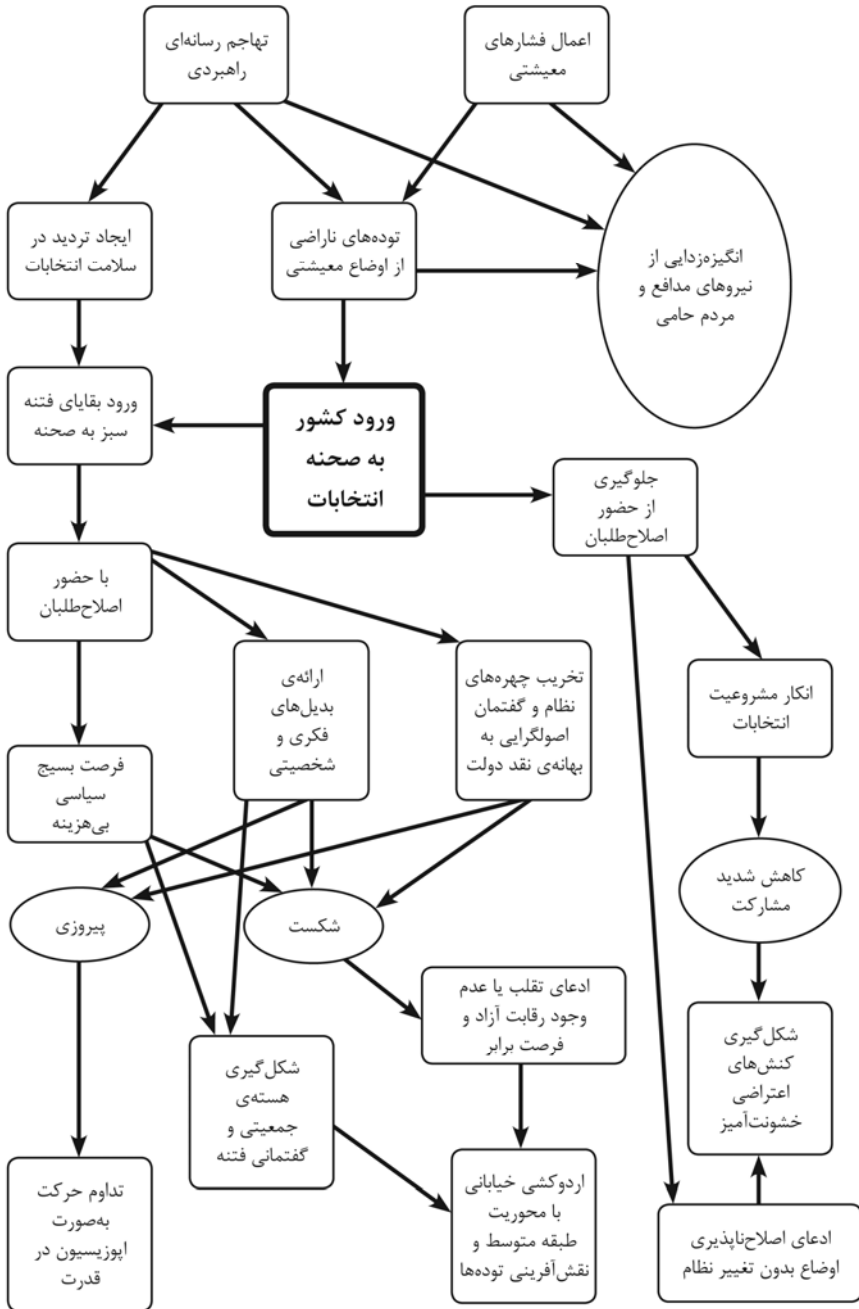 اعمال فشارهای
معیشتی
تهاجم رسانه‌ای
راهبردی
انگیزه‌زدایی از
نیروهای مدافع و
مردم حامی
توده‌های ناراضی
از اوضاع معیشتی
ایجاد تردید در
سلامت انتخابات
ورود کشور
به صحنه
انتخابات
ورود بقایای فتنه
سبز به صحنه
جلوگیری
از حضور
اصلاح‌طلبان
با حضور
اصلاح‌طلبان
تخریب چهره‌های
نظام و گفتمان
اصولگرایی به
بهانه‌ی نقد دولت
ارائه‌ی
بدیل‌های
فکری و
شخصیتی
انکار مشروعیت
انتخابات
فرصت بسیج
سیاسی
بی‌هزینه
کاهش شدید
مشارکت
شکست
پیروزی
ادعای تقلب یا عدم
وجود رقابت آزاد و
فرصت برابر
شکل‌گیری
کنش‌های
اعتراضی
خشونت‌آمیز
شکل‌گیری
هسته‌ی
جمعیتی و
گفتمانی فتنه
اردوکشی خیابانی
با محوریت
طبقه متوسط و
نقش‌آفرینی توده‌ها
تداوم حرکت
به‌صورت
اپوزیسیون در
قدرت
ادعای اصلاح‌ناپذیری
اوضاع بدون تغییر نظام